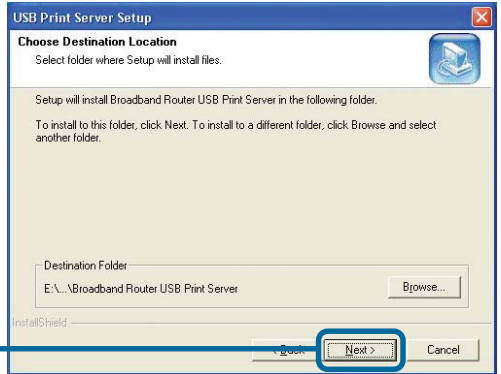 USB Print Server Setup
Choose Destination Location
Select folder where Setup will install files.
Setup will install Broadband Router USB Print Server in the following folder.
To install to this folder, click Next. To install to a different folder, click Browse and select
another folder.
Destination Folder
E:\...\Broadband Router USB Print Server
Browse...
InstallShield
< Back
Next >
Cancel